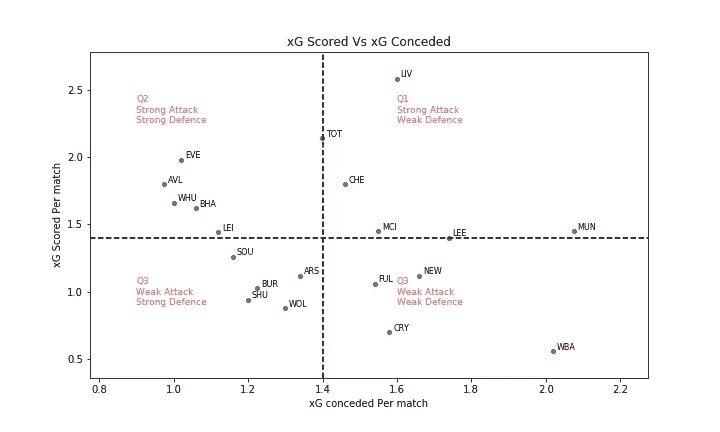 xG Scored Vs xG Conceded
LIV
2.5
Q2
Strong Attack
Strong Defence
Q1
Strong Attack
Weak Defence
TOT
2.0
EVE
AVL
CHE
WHU
BHA
1.5
LEI
MCI
LEE
MUN
SOU
xG Scored Per match
ARS
NEW
FUL
BUR
SHU
1.0
Q3
Weak Attack
Strong Defence
Q3
Weak Attack
Weak Defence
WOL
CRY
WBA
0.5
0.8 1.0 1.2 1.4 1.6 1.8 2.0 2.2
xG conceded Per match